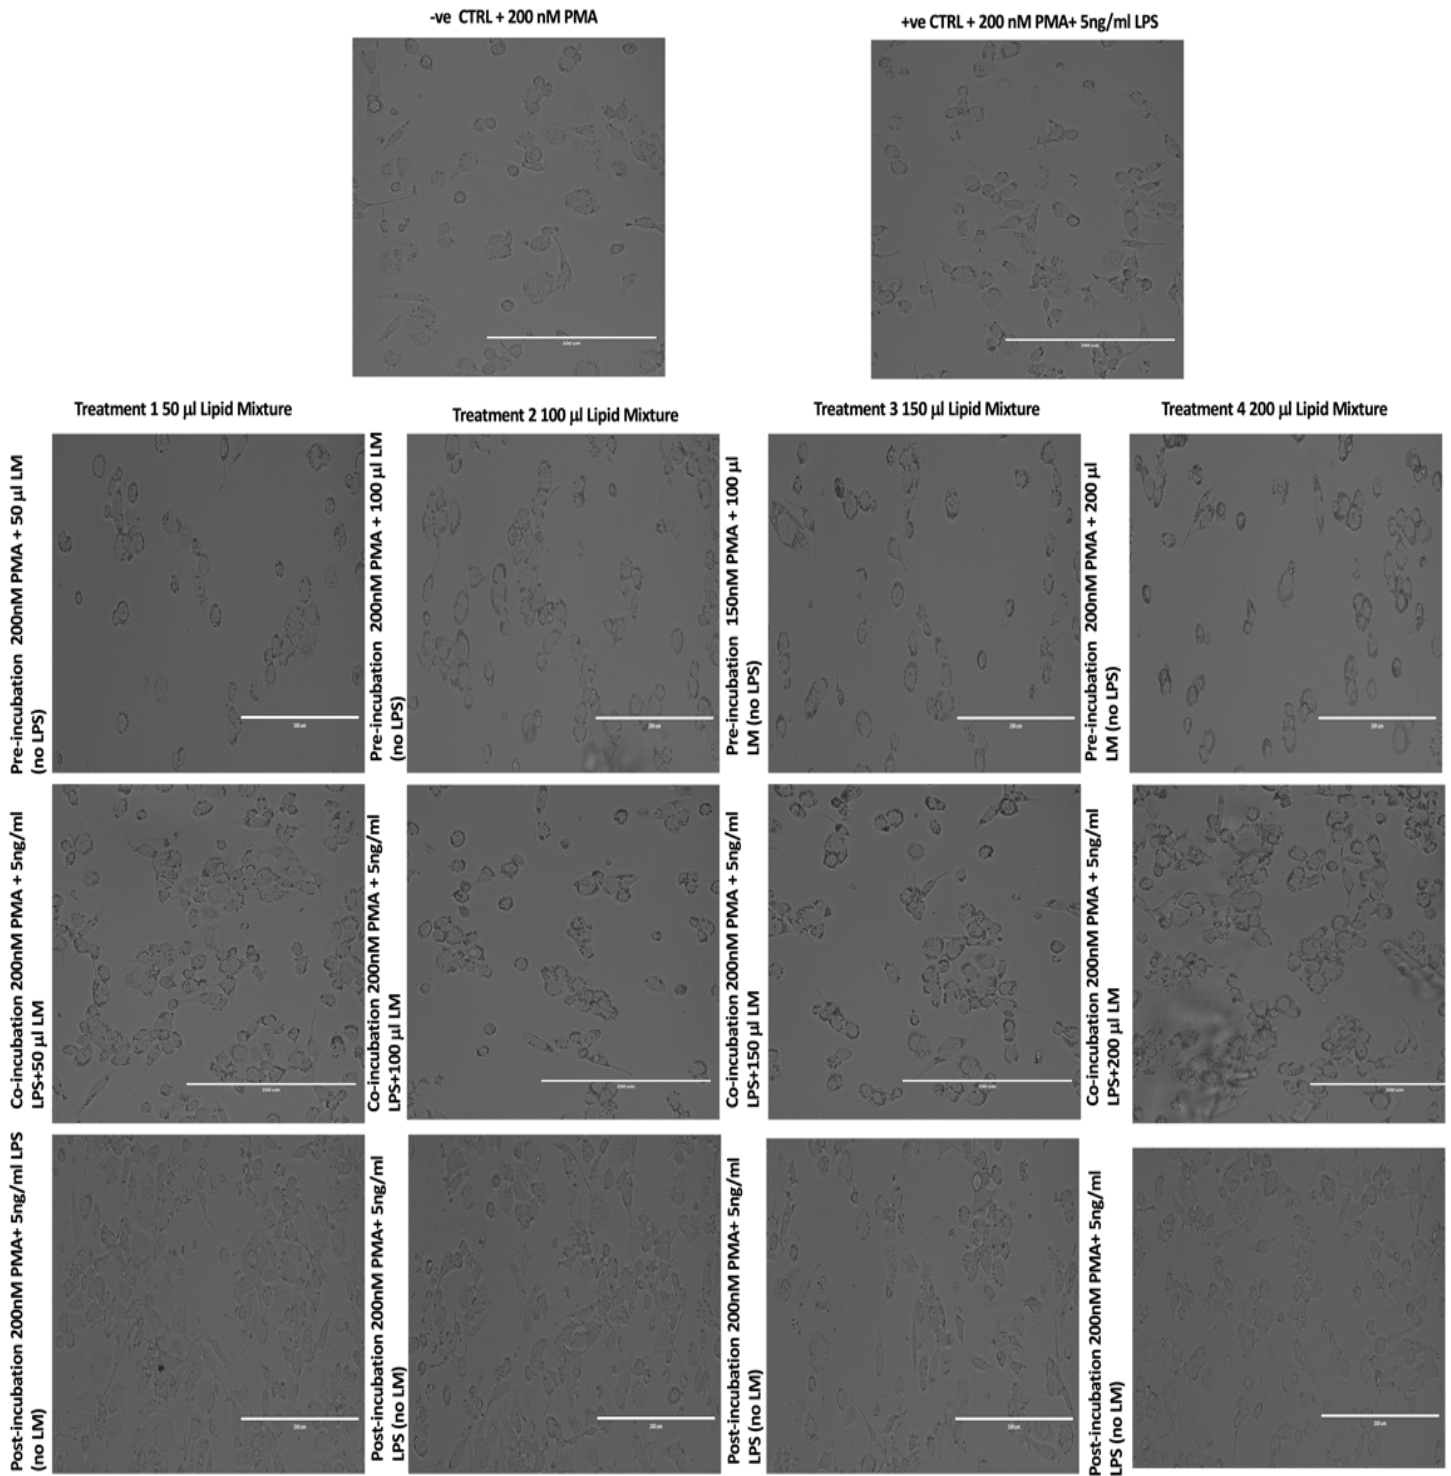 -ve CTRL + 200 nM PMA
+ve CTRL + 200 nM PMA+ 5ng/ml LPS
Treatment 1 50 µl Lipid Mixture
Treatment 2 100 µl Lipid Mixture
Treatment 3 150 µl Lipid Mixture
Treatment 4 200 µl Lipid Mixture
Pre-incubation 200nM PMA + 50 µl LM
(no LPS)
Pre-incubation 200nM PMA + 100 µl LM
(no LPS)
Pre-incubation 150nM PMA + 100 µl
LM (no LPS)
Pre-incubation 200nM PMA + 200 µl
LM (no LPS)
Co-incubation 200nM PMA + 5ng/ml
LPS+50 µl LM
Co-incubation 200nM PMA + 5ng/ml
LPS+100 µl LM
Co-incubation 200nM PMA + 5ng/ml
LPS+150 µl LM
Co-incubation 200nM PMA + 5ng/ml
LPS+200 µl LM
Post-incubation 200nM PMA+ 5ng/ml LPS
(no LM)
Post-incubation 200nM PMA+ 5ng/ml
LPS (no LM)
Post-incubation 200nM PMA+ 5ng/ml
LPS (no LM)
Post-incubation 200nM PMA+ 5ng/ml
LPS (no LM)